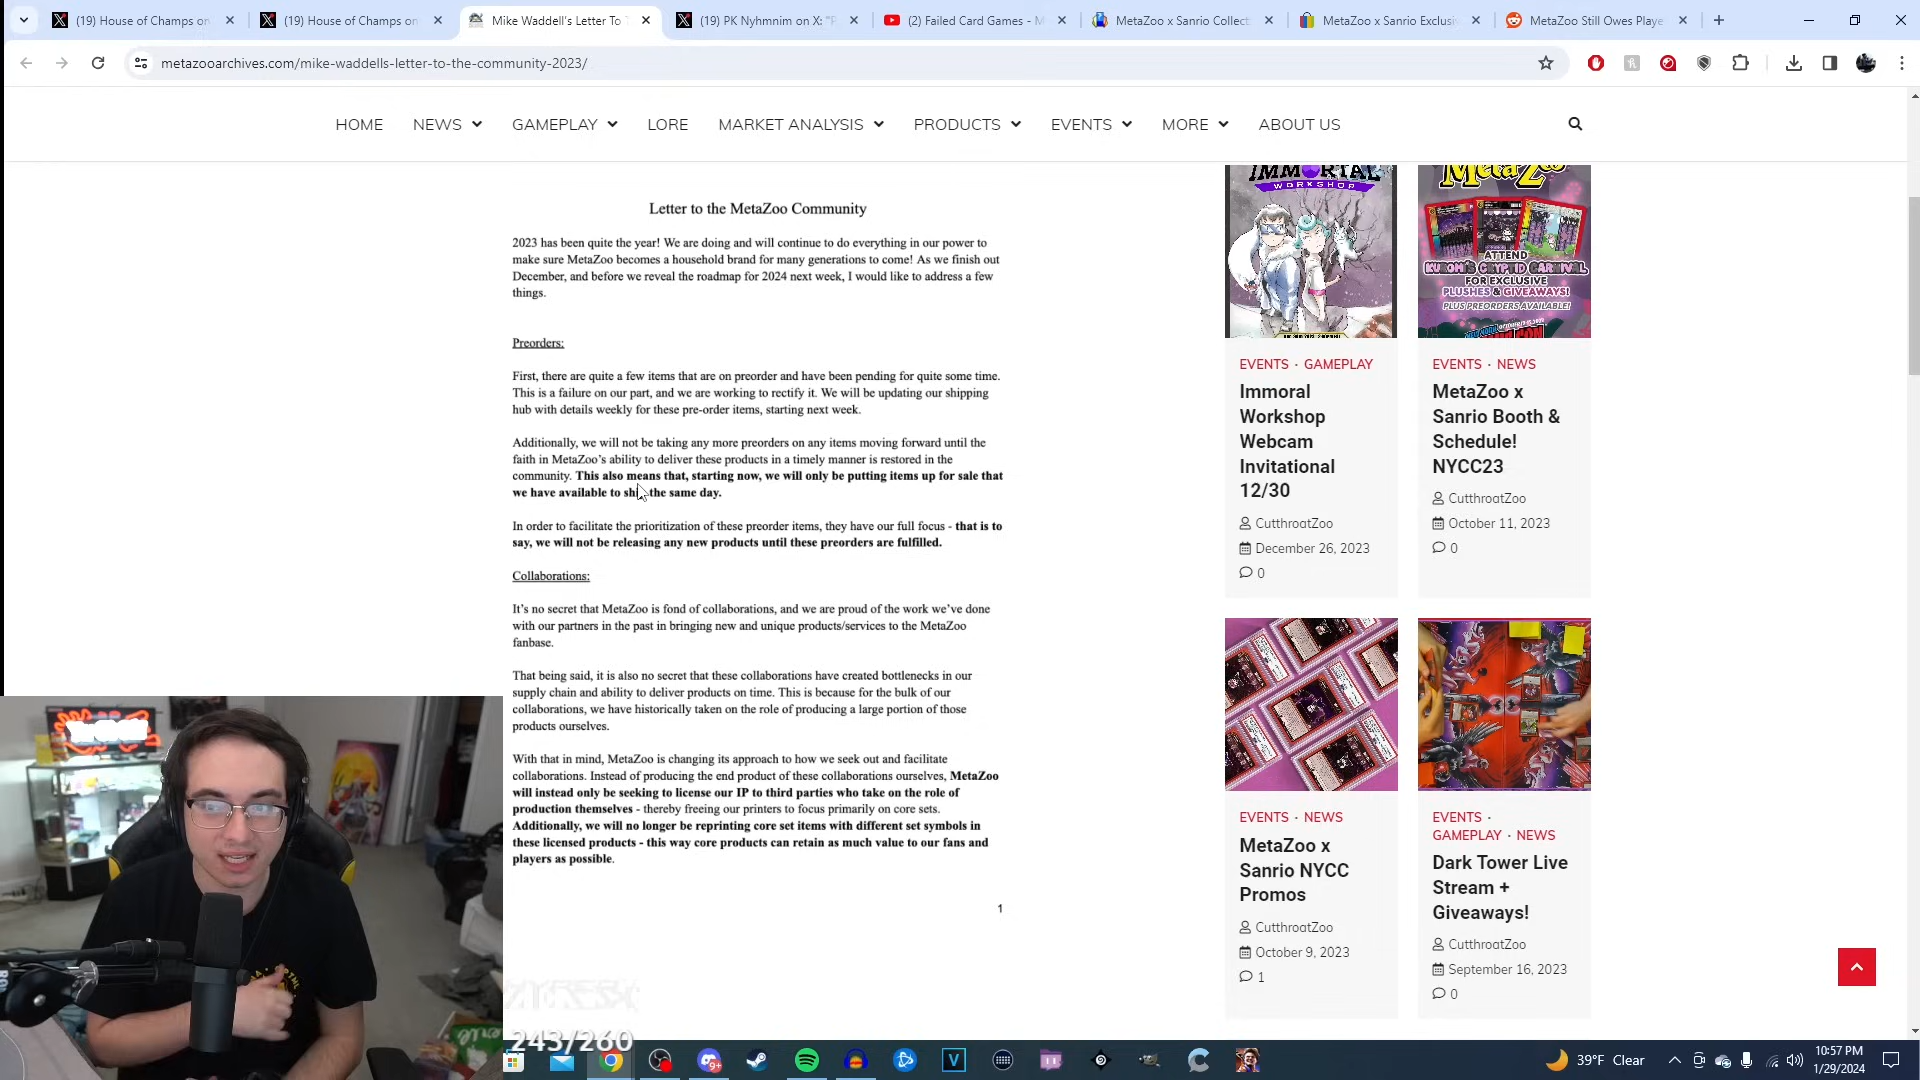 (19) House of Champs on
(19) House of Champs on
Mike Waddell's Letter To
(19) PK Nyhmnim on X: "P
(2) Failed Card Games - M
MetaZoo x Sanrio Collect
MetaZoo x Sanrio Exclusiv
MetaZoo Still Owes Playe
metazooarchives.com/mike-waddells-letter-to-the-community-2023/
HOME NEWS GAMEPLAY LORE MARKET ANALYSIS PRODUCTS EVENTS MORE ABOUT US
Letter to the MetaZoo Community
2023 has been quite the year! We are doing and will continue to do everything in our power to
make sure MetaZoo becomes a household brand for many generations to come! As we finish out
December, and before we reveal the roadmap for 2024 next week, I would like to address a few
things.
Preorders:
First, there are quite a few items that are on preorder and have been pending for quite some time.
This is a failure on our part, and we are working to rectify it. We will be updating our shipping
hub with details weekly for these pre-order items, starting next week.
Additionally, we will not be taking any more preorders on any items moving forward until the
faith in MetaZoo's ability to deliver these products in a timely manner is restored in the
community. This also means that, starting now, we will only be putting items up for sale that
we have available to ship the same day.
In order to facilitate the prioritization of these preorder items, they have our full focus - that is to
say, we will not be releasing any new products until these preorders are fulfilled.
Collaborations:
It's no secret that MetaZoo is fond of collaborations, and we are proud of the work we've done
with our partners in the past in bringing new and unique products/services to the MetaZoo
fanbase.
That being said, it is also no secret that these collaborations have created bottlenecks in our
supply chain and ability to deliver products on time. This is because for the bulk of our
collaborations, we have historically taken on the role of producing a large portion of those
products ourselves.
With that in mind, MetaZoo is changing its approach to how we seek out and facilitate
collaborations. Instead of producing the end product of these collaborations ourselves, MetaZoo
will instead only be seeking to license our IP to third parties who take on the role of
production themselves - thereby freeing our printers to focus primarily on core sets.
Additionally, we will no longer be reprinting core set items with different set symbols in
these licensed products - this way core products can retain as much value to our fans and
players as possible.
1
IMMORTAL
WORKSHOP
EVENTS · GAMEPLAY
Immoral
Workshop
Webcam
Invitational
12/30
CutthroatZoo
December 26, 2023
0
MetaZoo
ATTEND
KUROMI'S CRYPTID CARNIVAL
FOR EXCLUSIVE
PLUSHES & GIVEAWAYS!
PLUS PREORDERS AVAILABLE!
EVENTS · NEWS
MetaZoo x
Sanrio Booth &
Schedule!
NYCC23
CutthroatZoo
October 11, 2023
0
EVENTS · NEWS
MetaZoo x
Sanrio NYCC
Promos
CutthroatZoo
October 9, 2023
1
EVENTS ·
GAMEPLAY · NEWS
Dark Tower Live
Stream +
Giveaways!
CutthroatZoo
September 16, 2023
0
243/260
9+
39°F Clear
10:57 PM
1/29/2024